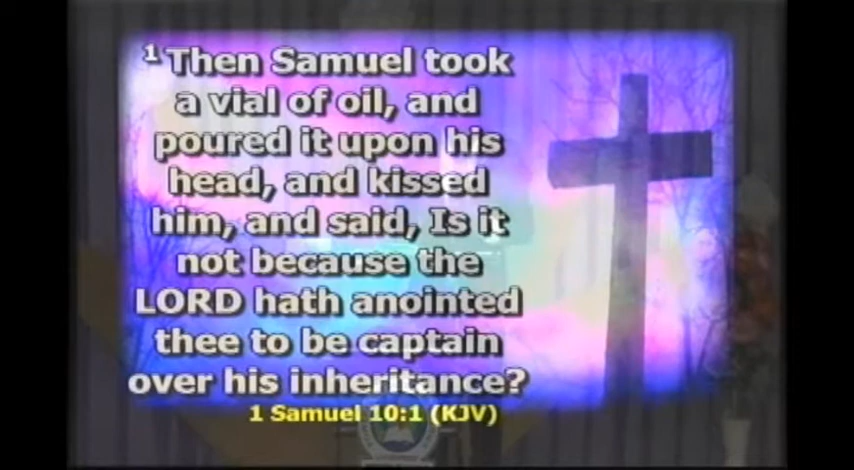 1 Then Samuel took
a vial of oil, and
poured it upon his
head, and kissed
him, and said, Is it
not because the
LORD hath anointed
thee to be captain
over his inheritance?
1 Samuel 10:1 (KJV)